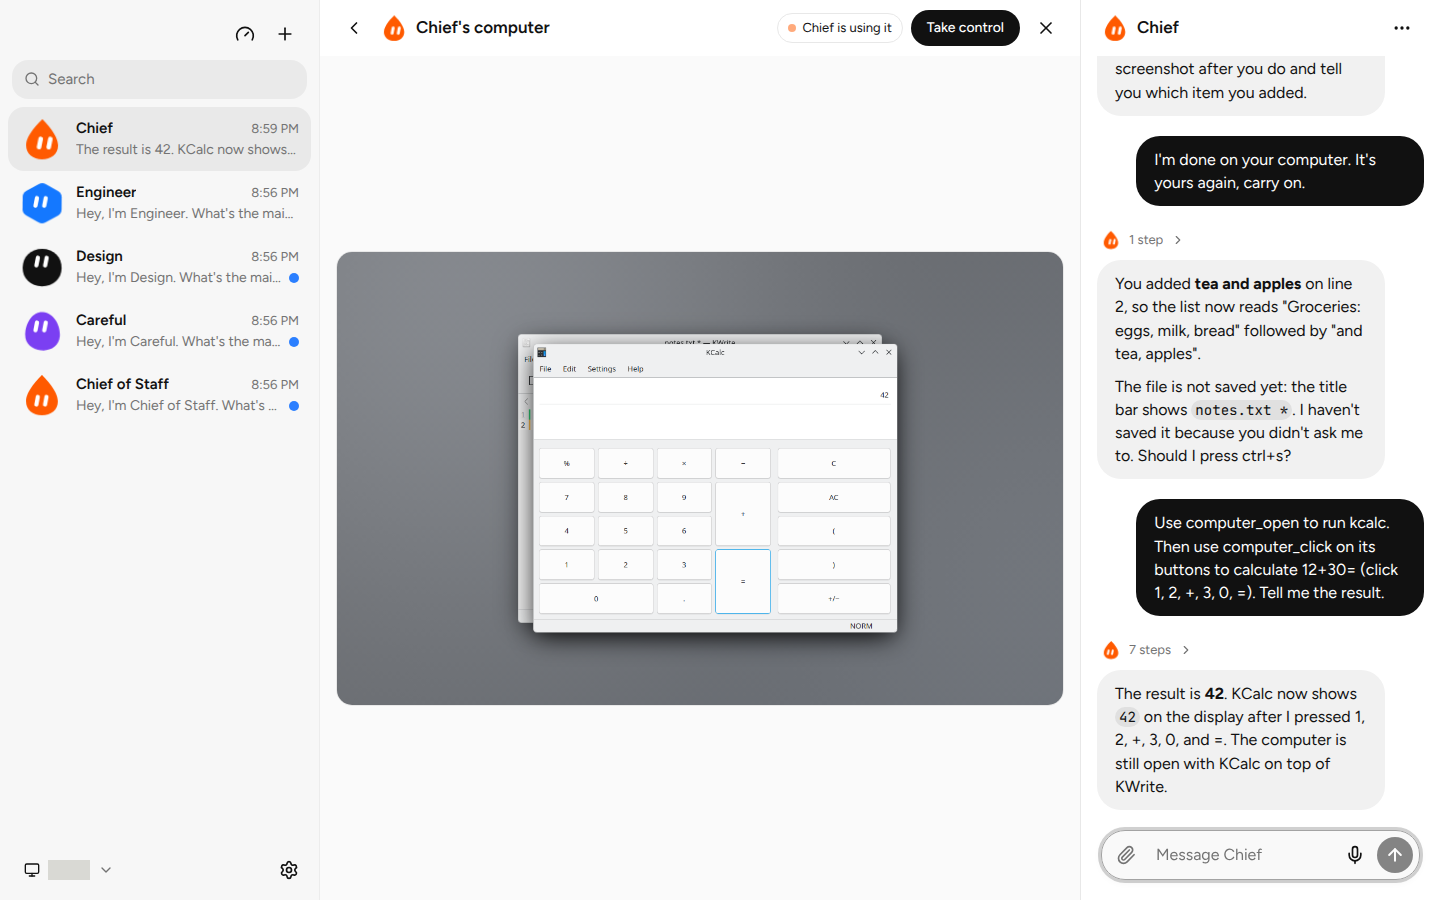 Search
Chief 8:59 PM
The result is 42. KCalc now shows...
Engineer 8:56 PM
Hey, I'm Engineer. What's the mai...
Design 8:56 PM
Hey, I'm Design. What's the mai...
Careful 8:56 PM
Hey, I'm Careful. What's the ma...
Chief of Staff 8:56 PM
Hey, I'm Chief of Staff. What's ...
Chief's computer
Chief is using it
Take control
notes.txt * — KWrite
KCalc
File Edit Settings Help
42
% ÷ × − C
7 8 9 + AC
4 5 6 (
1 2 3 = )
0 . +/−
NORM
1
2
Chief
screenshot after you do and tell
you which item you added.
I'm done on your computer. It's
yours again, carry on.
1 step
You added tea and apples on line
2, so the list now reads "Groceries:
eggs, milk, bread" followed by "and
tea, apples".
The file is not saved yet: the title
bar shows notes.txt *. I haven't
saved it because you didn't ask me
to. Should I press ctrl+s?
Use computer_open to run kcalc.
Then use computer_click on its
buttons to calculate 12+30= (click
1, 2, +, 3, 0, =). Tell me the result.
7 steps
The result is 42. KCalc now shows
42 on the display after I pressed 1,
2, +, 3, 0, and =. The computer is
still open with KCalc on top of
KWrite.
Message Chief